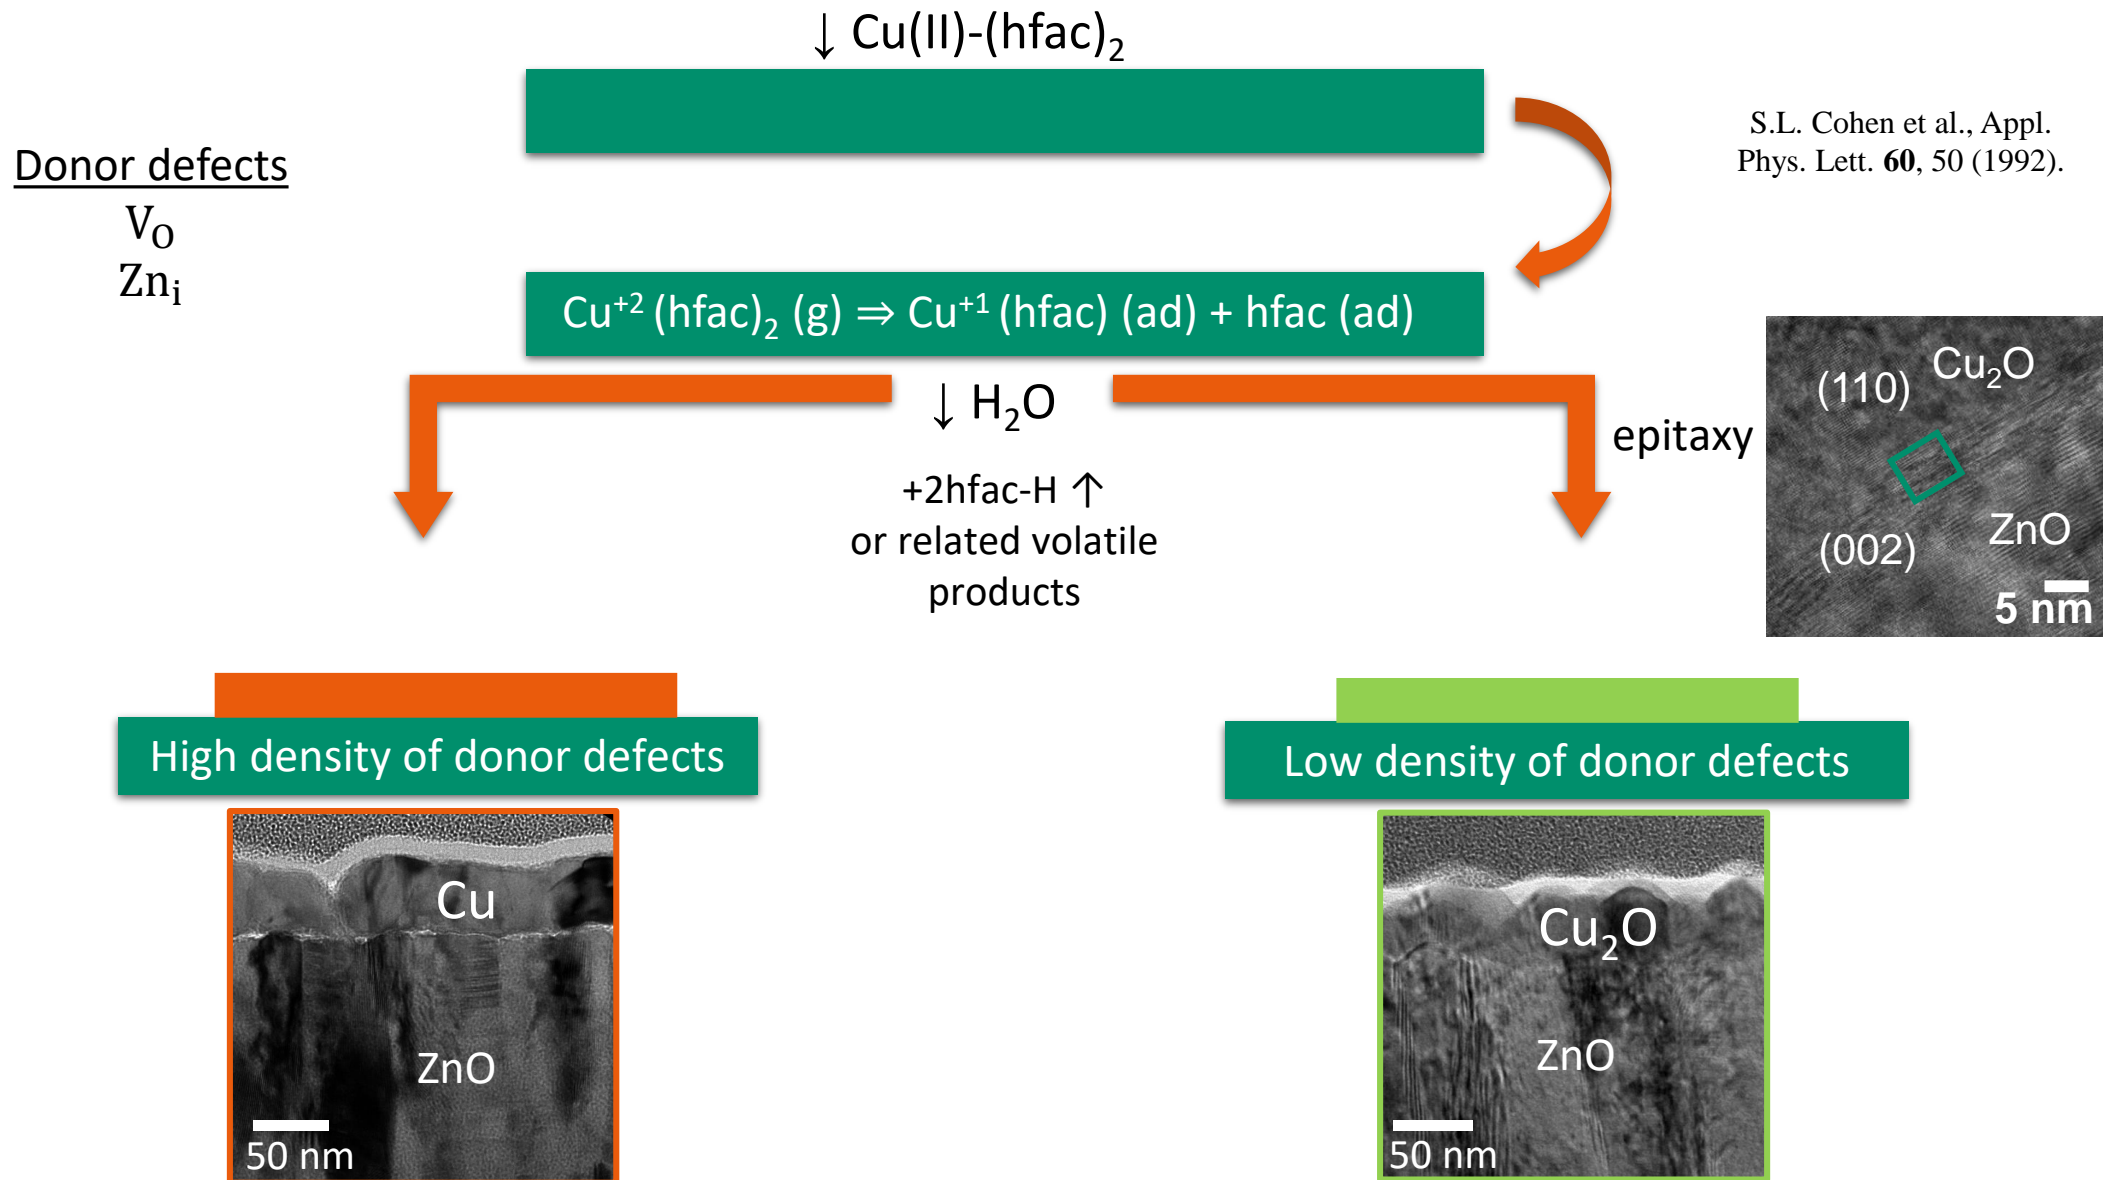 ↓ Cu(II)-(hfac)₂
S.L. Cohen et al., Appl.
Phys. Lett. 60, 50 (1992).
Donor defects
V_O
Zn_i
Cu⁺² (hfac)₂ (g) ⇒ Cu⁺¹ (hfac) (ad) + hfac (ad)
↓ H₂O
+2hfac-H ↑
or related volatile
products
epitaxy
Cu₂O
(110)
ZnO
(002)
5 nm
High density of donor defects
Low density of donor defects
Cu
ZnO
50 nm
Cu₂O
ZnO
50 nm